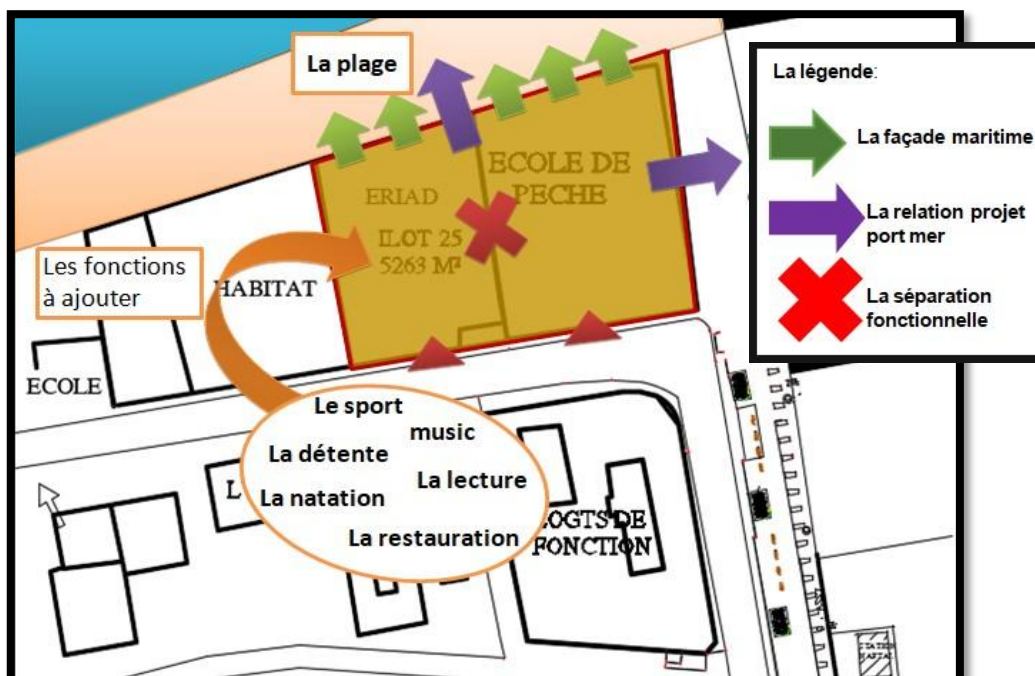 La plage
La légende:
La façade maritime
La relation projet
port mer
La séparation
fonctionnelle
ECOLE DE
PECHE
ERIAD
ILOT 25
5263 M²
Les fonctions
à ajouter
HABITAT
ECOLE
Le sport
music
La détente
La lecture
La natation
La restauration
L
LOGTS DE
FONCTION
STATION